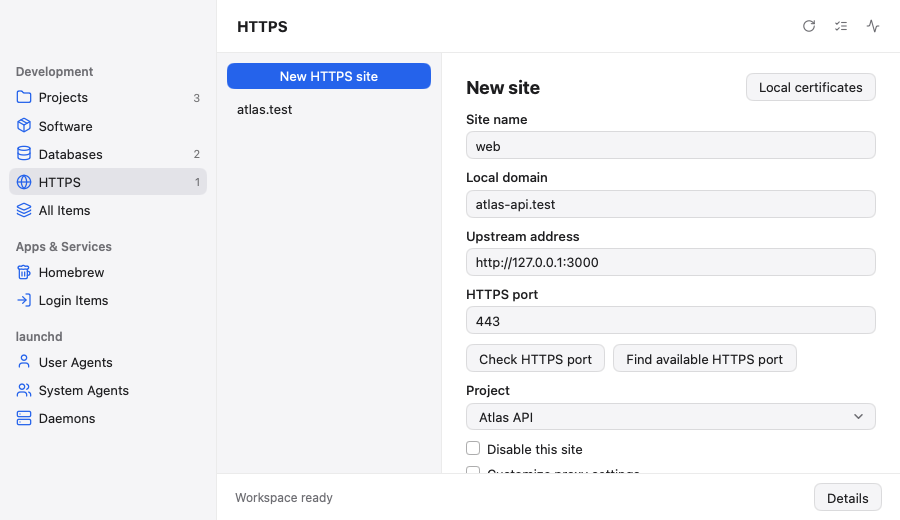 HTTPS
Development
Projects 3
Software
Databases 2
HTTPS 1
All Items
Apps & Services
Homebrew
Login Items
launchd
User Agents
System Agents
Daemons
New HTTPS site
atlas.test
New site
Local certificates
Site name
web
Local domain
atlas-api.test
Upstream address
http://127.0.0.1:3000
HTTPS port
443
Check HTTPS port
Find available HTTPS port
Project
Atlas API
Disable this site
Customize proxy settings
Workspace ready
Details